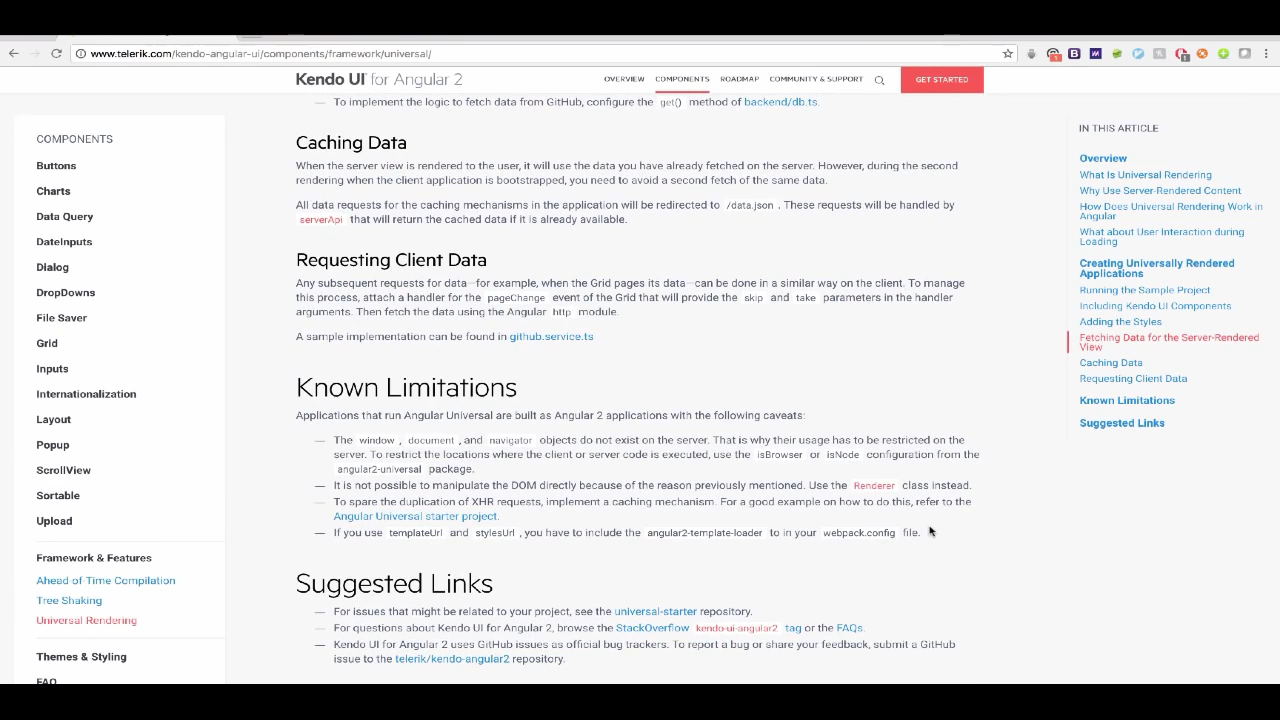 www.telerik.com/kendo-angular-ui/components/framework/universal/
Kendo UI for Angular 2
OVERVIEW COMPONENTS ROADMAP COMMUNITY & SUPPORT GET STARTED
COMPONENTS
Buttons
Charts
Data Query
DateInputs
Dialog
DropDowns
File Saver
Grid
Inputs
Internationalization
Layout
Popup
ScrollView
Sortable
Upload
Framework & Features
Ahead-of-Time Compilation
Tree Shaking
Universal Rendering
Themes & Styling
FAQ
— To implement the logic to fetch data from GitHub, configure the get() method of backend/db.ts.
Caching Data
When the server view is rendered to the user, it will use the data you have already fetched on the server. However, during the second
rendering when the client application is bootstrapped, you need to avoid a second fetch of the same data.
All data requests for the caching mechanisms in the application will be redirected to /data.json . These requests will be handled by
serverApi that will return the cached data if it is already available.
Requesting Client Data
Any subsequent requests for data—for example, when the Grid pages its data—can be done in a similar way on the client. To manage
this process, attach a handler for the pageChange event of the Grid that will provide the skip and take parameters in the handler
arguments. Then fetch the data using the Angular http module.
A sample implementation can be found in github.service.ts
Known Limitations
Applications that run Angular Universal are built as Angular 2 applications with the following caveats:
— The window , document , and navigator objects do not exist on the server. That is why their usage has to be restricted on the
server. To restrict the locations where the client or server code is executed, use the isBrowser or isNode configuration from the
angular2-universal package.
— It is not possible to manipulate the DOM directly because of the reason previously mentioned. Use the Renderer class instead.
— To spare the duplication of XHR requests, implement a caching mechanism. For a good example on how to do this, refer to the
Angular Universal starter project.
— If you use templateUrl and stylesUrl , you have to include the angular2-template-loader to in your webpack.config file.
Suggested Links
— For issues that might be related to your project, see the universal-starter repository.
— For questions about Kendo UI for Angular 2, browse the StackOverflow kendo-ui-angular2 tag or the FAQs.
— Kendo UI for Angular 2 uses GitHub issues as official bug trackers. To report a bug or share your feedback, submit a GitHub
issue to the telerik/kendo-angular2 repository.
IN THIS ARTICLE
Overview
What Is Universal Rendering
Why Use Server-Rendered Content
How Does Universal Rendering Work in
Angular
What about User Interaction during
Loading
Creating Universally Rendered
Applications
Running the Sample Project
Including Kendo UI Components
Adding the Styles
Fetching Data for the Server-Rendered
View
Caching Data
Requesting Client Data
Known Limitations
Suggested Links